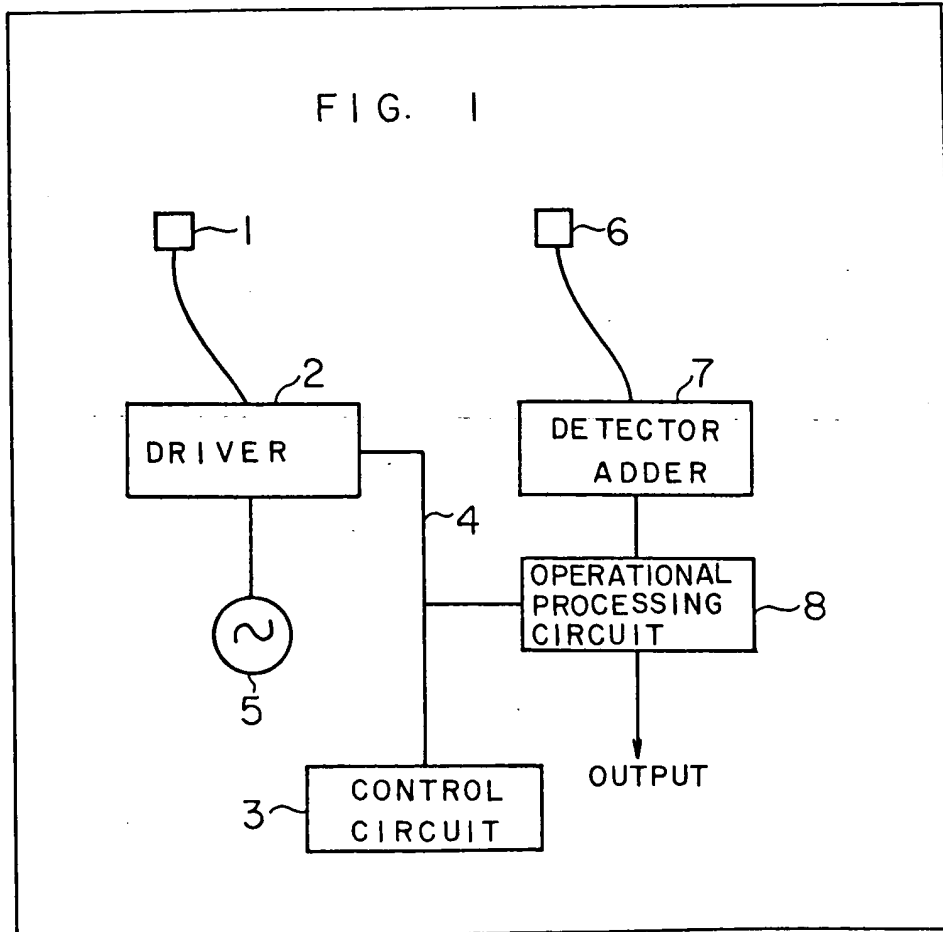 FIG. 1
1
6
2
7
DRIVER
DETECTOR
ADDER
4
OPERATIONAL
PROCESSING
CIRCUIT
8
5
OUTPUT
3
CONTROL
CIRCUIT